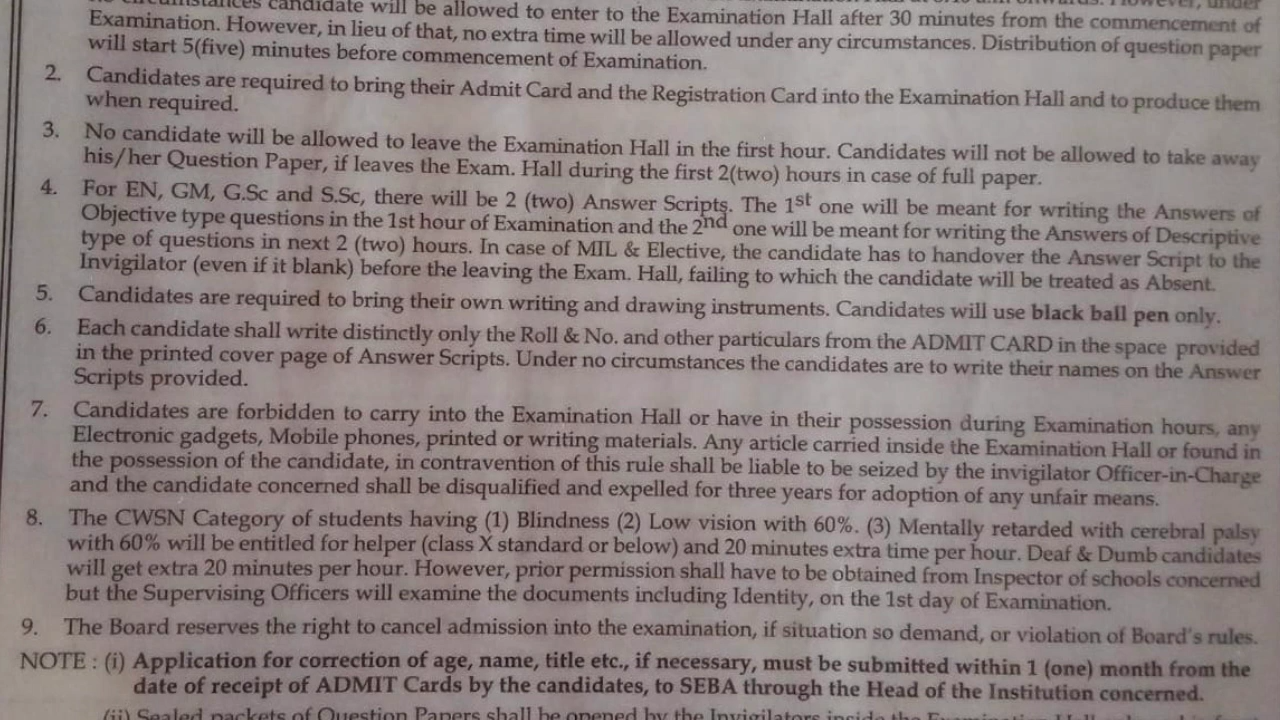 circumstances candidate will be allowed to enter to the Examination Hall after 30 minutes from the commencement of
Examination. However, in lieu of that, no extra time will be allowed under any circumstances. Distribution of question paper
will start 5(five) minutes before commencement of Examination.
2. Candidates are required to bring their Admit Card and the Registration Card into the Examination Hall and to produce them
when required.
3. No candidate will be allowed to leave the Examination Hall in the first hour. Candidates will not be allowed to take away
his/her Question Paper, if leaves the Exam. Hall during the first 2(two) hours in case of full paper.
4. For EN, GM, G.Sc and S.Sc, there will be 2 (two) Answer Scripts. The 1st one will be meant for writing the Answers of
Objective type questions in the 1st hour of Examination and the 2nd one will be meant for writing the Answers of Descriptive
type of questions in next 2 (two) hours. In case of MIL & Elective, the candidate has to handover the Answer Script to the
Invigilator (even if it blank) before the leaving the Exam. Hall, failing to which the candidate will be treated as Absent.
5. Candidates are required to bring their own writing and drawing instruments. Candidates will use black ball pen only.
6. Each candidate shall write distinctly only the Roll & No. and other particulars from the ADMIT CARD in the space provided
in the printed cover page of Answer Scripts. Under no circumstances the candidates are to write their names on the Answer
Scripts provided.
7. Candidates are forbidden to carry into the Examination Hall or have in their possession during Examination hours, any
Electronic gadgets, Mobile phones, printed or writing materials. Any article carried inside the Examination Hall or found in
the possession of the candidate, in contravention of this rule shall be liable to be seized by the invigilator Officer-in-Charge
and the candidate concerned shall be disqualified and expelled for three years for adoption of any unfair means.
8. The CWSN Category of students having (1) Blindness (2) Low vision with 60%. (3) Mentally retarded with cerebral palsy
with 60% will be entitled for helper (class X standard or below) and 20 minutes extra time per hour. Deaf & Dumb candidates
will get extra 20 minutes per hour. However, prior permission shall have to be obtained from Inspector of schools concerned
but the Supervising Officers will examine the documents including Identity, on the 1st day of Examination.
9. The Board reserves the right to cancel admission into the examination, if situation so demand, or violation of Board's rules.
NOTE : (i) Application for correction of age, name, title etc., if necessary, must be submitted within 1 (one) month from the
date of receipt of ADMIT Cards by the candidates, to SEBA through the Head of the Institution concerned.
(ii) Sealed packets of Question Papers shall be opened by the Invigilators inside the Examination Hall